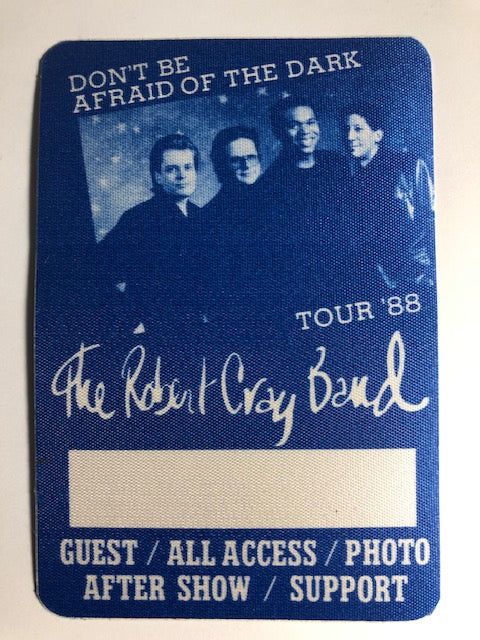 DON'T BE
AFRAID OF THE DARK
TOUR '88
The Robert Cray Band
GUEST / ALL ACCESS / PHOTO
AFTER SHOW / SUPPORT